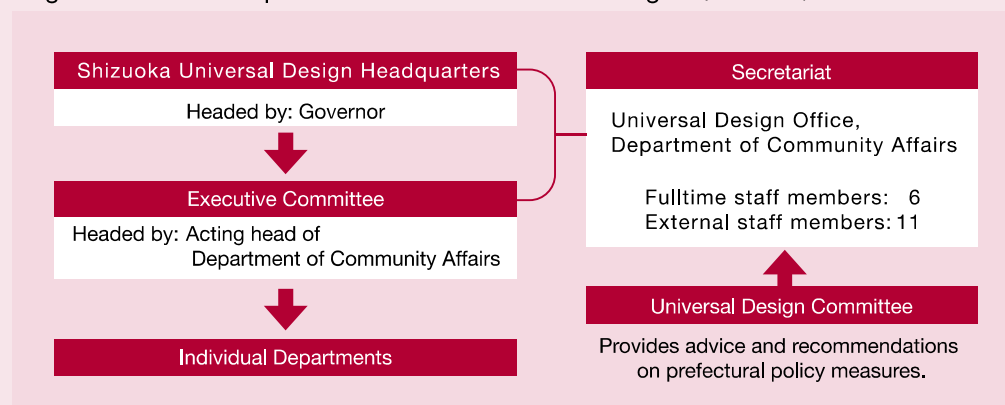 Shizuoka Universal Design Headquarters
Headed by: Governor
Executive Committee
Headed by: Acting head of
Department of Community Affairs
Individual Departments
Secretariat
Universal Design Office,
Department of Community Affairs
Fulltime staff members: 6
External staff members: 11
Universal Design Committee
Provides advice and recommendations
on prefectural policy measures.